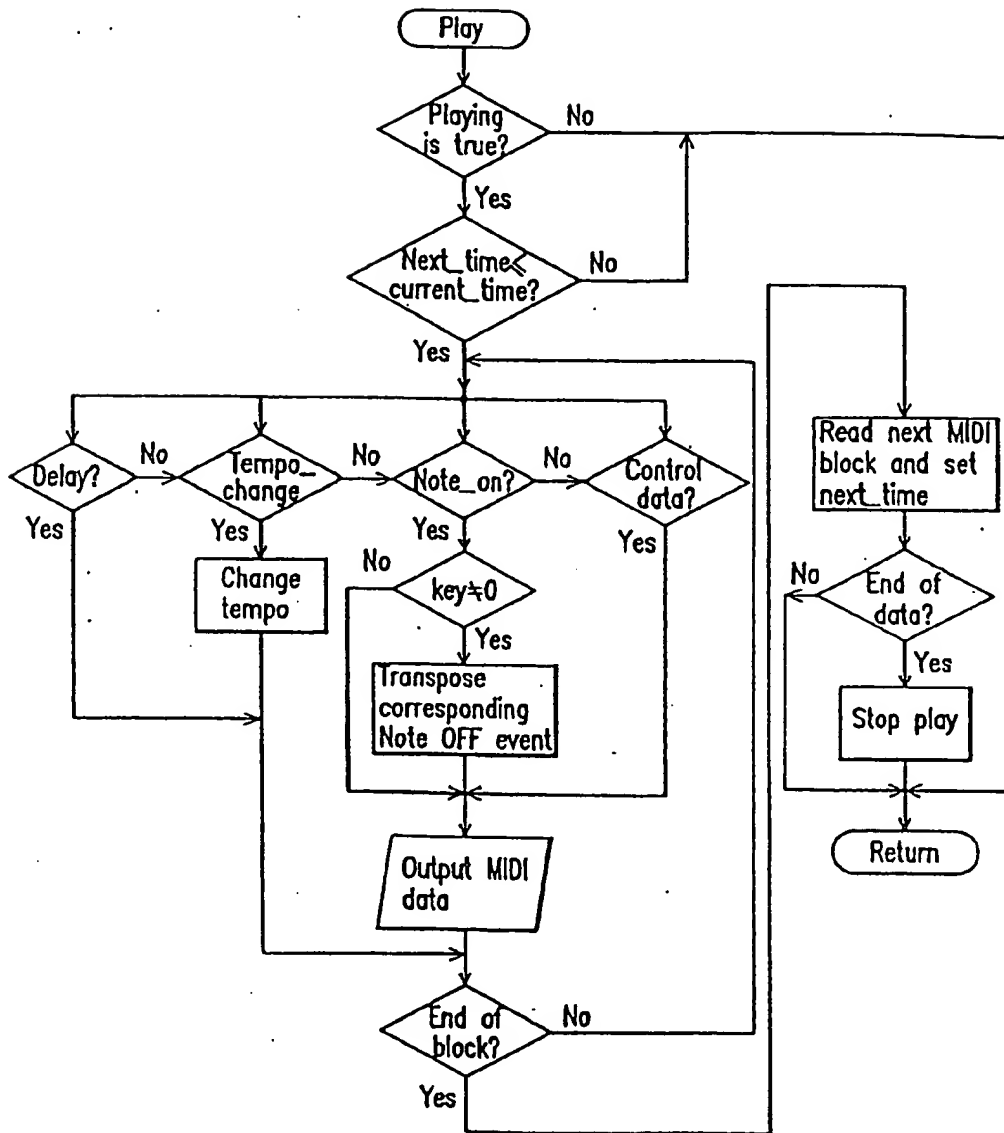 Play
Playing
is true?
No
Yes
Next_time≦
current_time?
No
Yes
Delay?
No
Yes
Tempo_
change
No
Yes
Change
tempo
Note_on?
No
Yes
Control
data?
Yes
key≒0
No
Yes
Transpose
corresponding
Note OFF event
Output MIDI
data
End of
block?
No
Yes
Read next MIDI
block and set
next_time
End of
data?
No
Yes
Stop play
Return